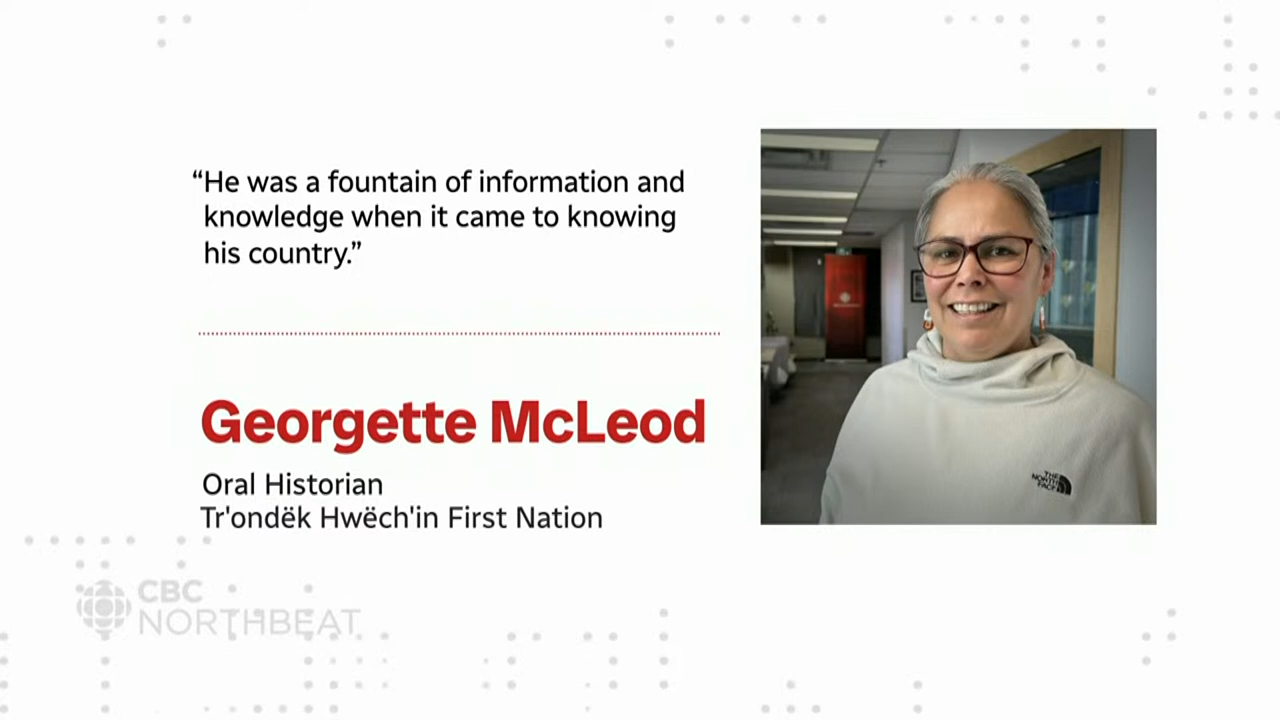 “He was a fountain of information and
knowledge when it came to knowing
his country.”
Georgette McLeod
Oral Historian
Tr'ondëk Hwëch'in First Nation
THE
NORTH
FACE
CBC
NORTHBEAT